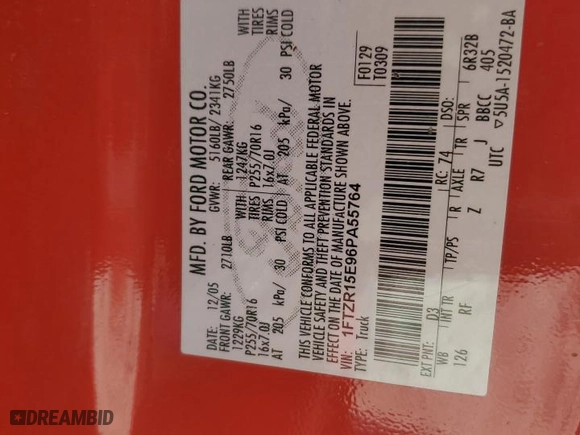 MFD. BY FORD MOTOR CO.
DATE: 12/05 GVWR: 5160LB/ 2341KG
FRONT GAWR: 2710LB REAR GAWR: 2750LB
1229KG WITH 1247KG WITH
P255/70R16 TIRES P255/70R16 TIRES
16x7.0J RIMS 16x7.0J RIMS
AT 205 kPa/ 30 PSI COLD AT 205 kPa/ 30 PSI COLD
THIS VEHICLE CONFORMS TO ALL APPLICABLE FEDERAL MOTOR
VEHICLE SAFETY AND THEFT PREVENTION STANDARDS IN
EFFECT ON THE DATE OF MANUFACTURE SHOWN ABOVE.
VIN: 1FTZR15E96PA55764
TYPE: Truck
F0129
T0309
EXT PNT: D3 RC: 74 DSO:
WB INT TR TP/PS R AXLE TR SPR 6R32B
126 RF Z R7 J BBCC 405
UTC ▽5U5A-1520472-BA
DREAMBID